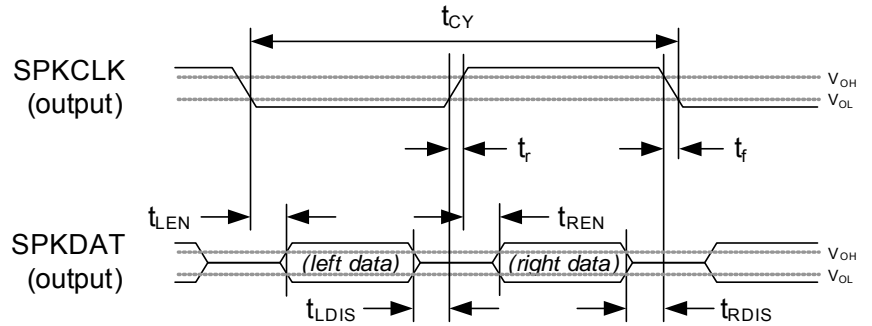 tCY
SPKCLK
(output)
VOH
VOL
tr
tf
tLEN
tREN
SPKDAT
(output)
(left data)
(right data)
VOH
VOL
tLDIS
tRDIS